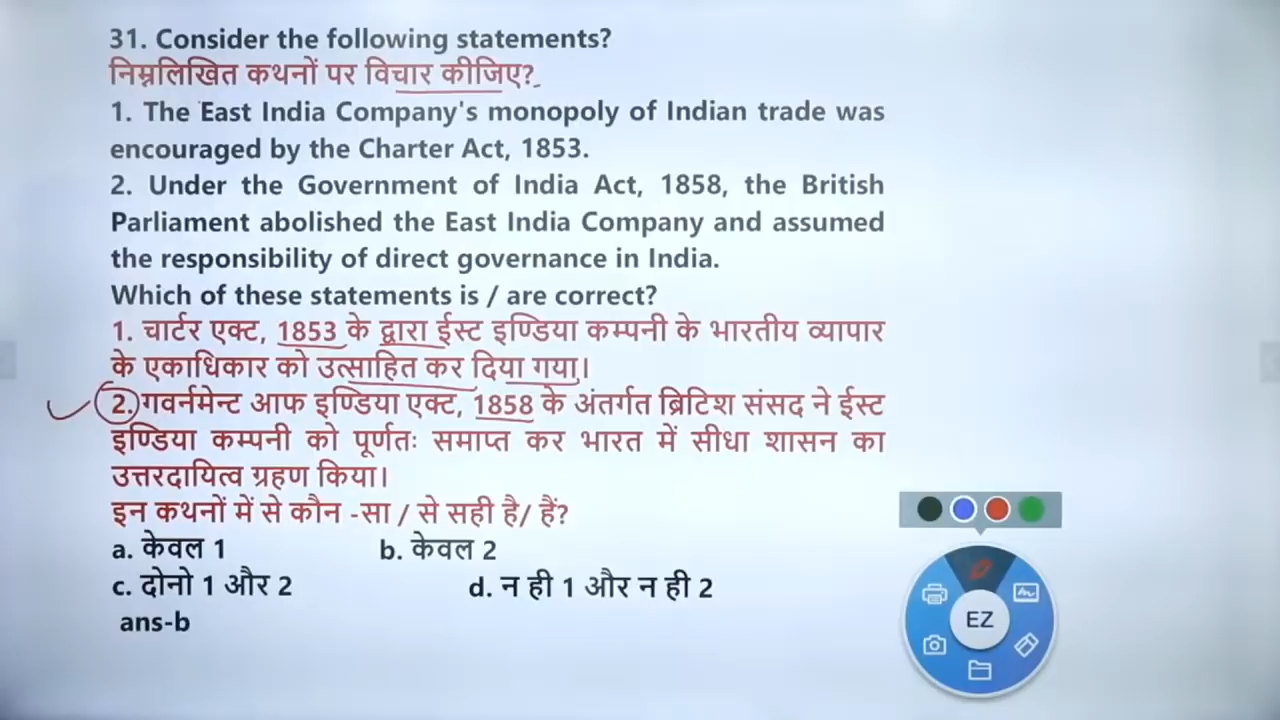 31. Consider the following statements?
निम्नलिखित कथनों पर विचार कीजिए?
1. The East India Company's monopoly of Indian trade was
encouraged by the Charter Act, 1853.
2. Under the Government of India Act, 1858, the British
Parliament abolished the East India Company and assumed
the responsibility of direct governance in India.
Which of these statements is / are correct?
1. चार्टर एक्ट, 1853 के द्वारा ईस्ट इण्डिया कम्पनी के भारतीय व्यापार
के एकाधिकार को उत्साहित कर दिया गया।
2. गवर्नमेन्ट आफ इण्डिया एक्ट, 1858 के अंतर्गत ब्रिटिश संसद ने ईस्ट
इण्डिया कम्पनी को पूर्णतः समाप्त कर भारत में सीधा शासन का
उत्तरदायित्व ग्रहण किया।
इन कथनों में से कौन -सा / से सही है/ हैं?
a. केवल 1 b. केवल 2
c. दोनो 1 और 2 d. न ही 1 और न ही 2
ans-b
EZ